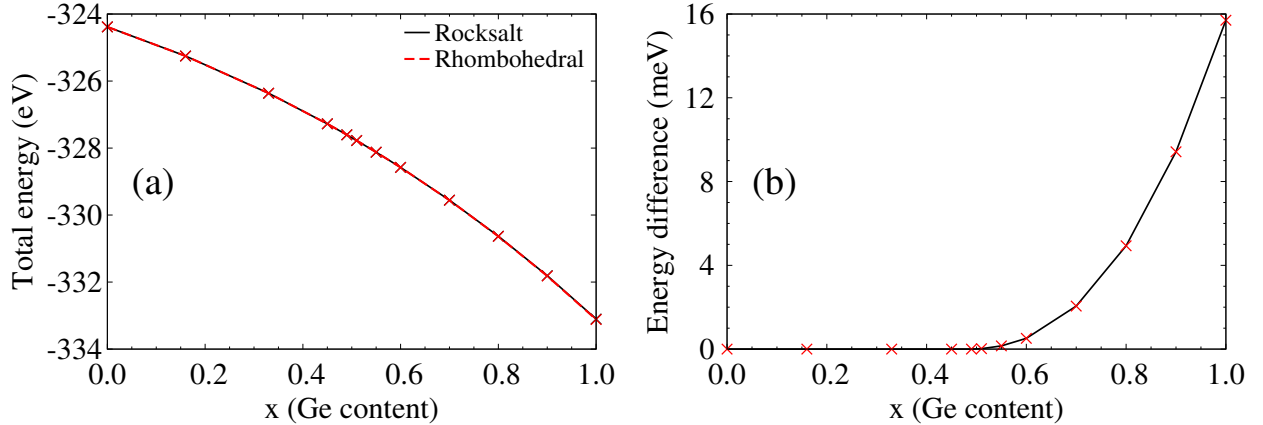 -324
-326
-328
-330
-332
-334
Total energy (eV)
Rocksalt
Rhombohedral
(a)
0.0 0.2 0.4 0.6 0.8 1.0
x (Ge content)
16
12
8
4
0
Energy difference (meV)
(b)
0.0 0.2 0.4 0.6 0.8 1.0
x (Ge content)